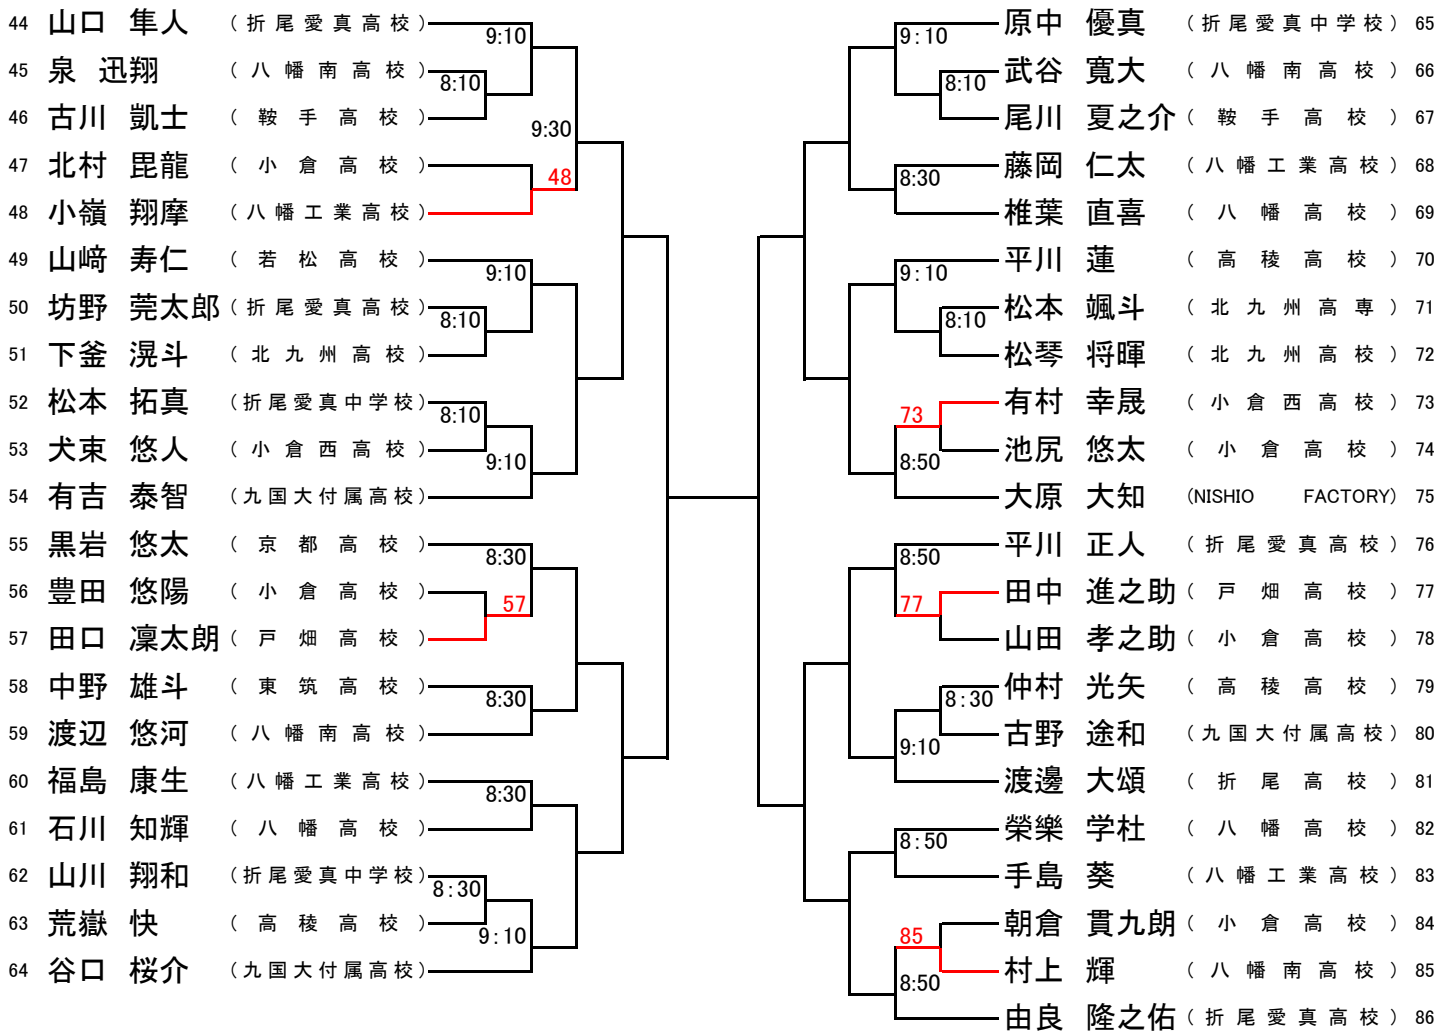 44 山口 隼人 (折尾愛真高校)
9:10
45 泉 迅翔 (八幡南高校)
8:10
46 古川 凱士 (鞍手高校)
9:30
47 北村 毘龍 (小倉高校)
48
48 小嶺 翔摩 (八幡工業高校)
49 山﨑 寿仁 (若松高校)
9:10
50 坊野 莞太郎 (折尾愛真高校)
8:10
51 下釜 滉斗 (北九州高校)
52 松本 拓真 (折尾愛真中学校)
8:10
53 犬束 悠人 (小倉西高校)
9:10
54 有吉 泰智 (九国大付属高校)
55 黒岩 悠太 (京都高校)
8:30
56 豊田 悠陽 (小倉高校)
57
57 田口 凜太朗 (戸畑高校)
58 中野 雄斗 (東筑高校)
8:30
59 渡辺 悠河 (八幡南高校)
60 福島 康生 (八幡工業高校)
8:30
61 石川 知輝 (八幡高校)
62 山川 翔和 (折尾愛真中学校)
8:30
63 荒嶽 快 (高稜高校)
9:10
64 谷口 桜介 (九国大付属高校)
原中 優真 (折尾愛真中学校) 65
9:10
武谷 寛大 (八幡南高校) 66
8:10
尾川 夏之介 (鞍手高校) 67
藤岡 仁太 (八幡工業高校) 68
8:30
椎葉 直喜 (八幡高校) 69
平川 蓮 (高稜高校) 70
9:10
松本 颯斗 (北九州高専) 71
8:10
松琴 将暉 (北九州高校) 72
有村 幸晟 (小倉西高校) 73
73
池尻 悠太 (小倉高校) 74
8:50
大原 大知 (NISHIO FACTORY) 75
平川 正人 (折尾愛真高校) 76
8:50
田中 進之助 (戸畑高校) 77
77
山田 孝之助 (小倉高校) 78
仲村 光矢 (高稜高校) 79
8:30
古野 途和 (九国大付属高校) 80
9:10
渡邊 大頌 (折尾高校) 81
榮樂 学杜 (八幡高校) 82
8:50
手島 葵 (八幡工業高校) 83
朝倉 貫九朗 (小倉高校) 84
85
村上 輝 (八幡南高校) 85
8:50
由良 隆之佑 (折尾愛真高校) 86